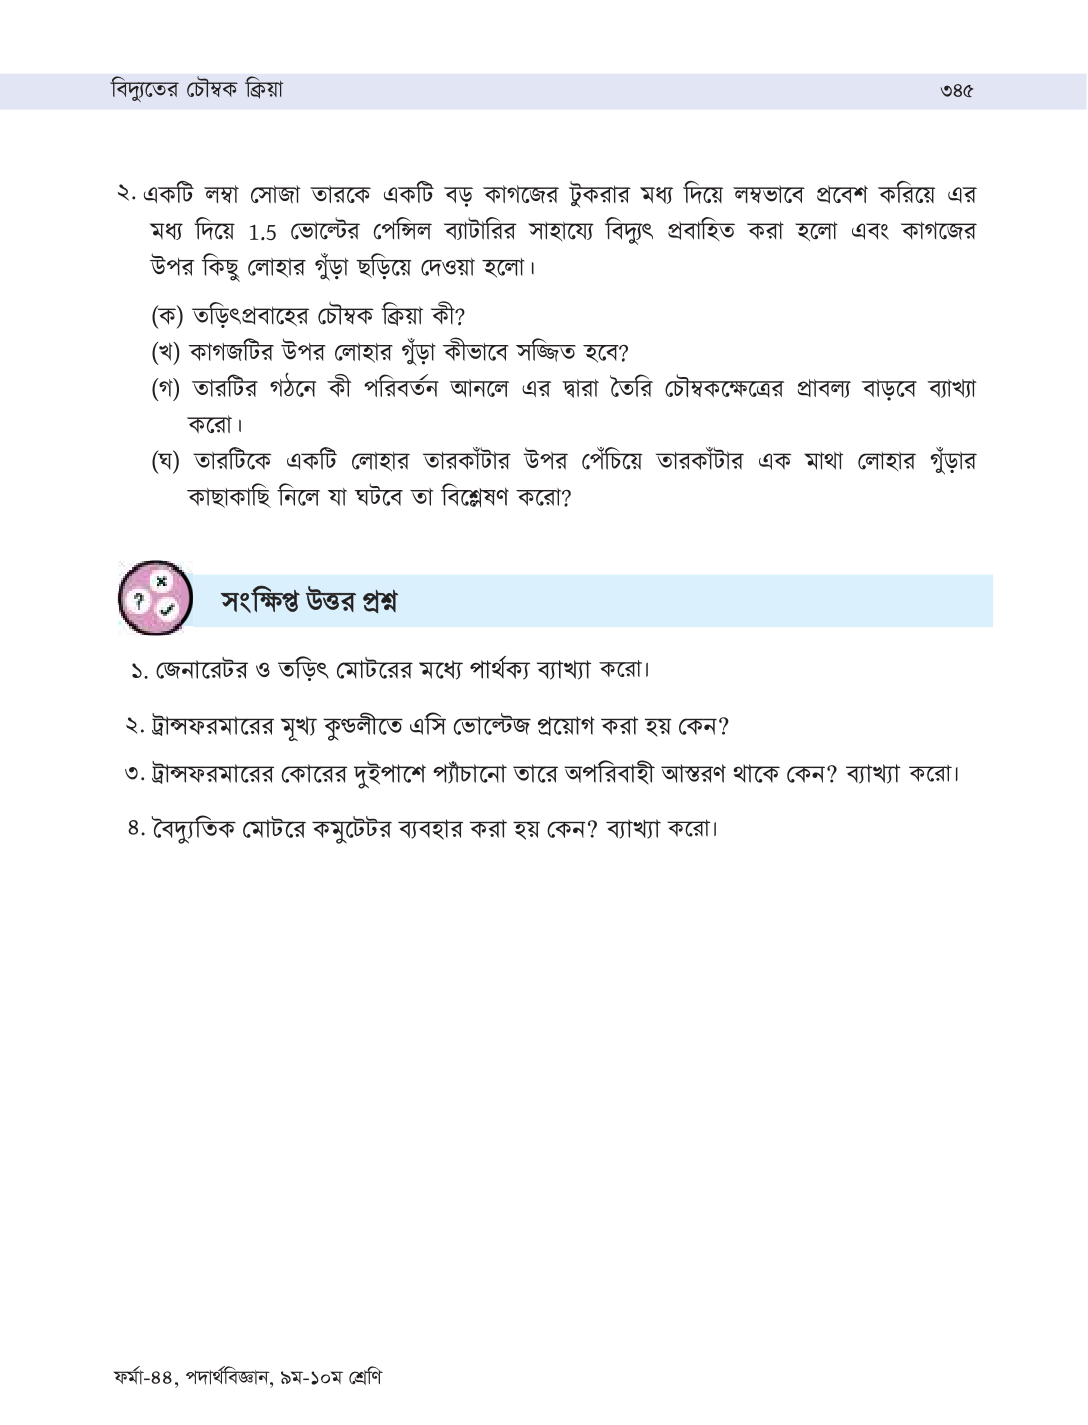 বিদ্যুতের চৌম্বক ক্রিয়া ৩৪৫
২. একটি লম্বা সোজা তারকে একটি বড় কাগজের টুকরার মধ্য দিয়ে লম্বভাবে প্রবেশ করিয়ে এর
মধ্য দিয়ে 1.5 ভোল্টের পেন্সিল ব্যাটারির সাহায্যে বিদ্যুৎ প্রবাহিত করা হলো এবং কাগজের
উপর কিছু লোহার গুঁড়া ছড়িয়ে দেওয়া হলো।
(ক) তড়িৎপ্রবাহের চৌম্বক ক্রিয়া কী?
(খ) কাগজটির উপর লোহার গুঁড়া কীভাবে সজ্জিত হবে?
(গ) তারটির গঠনে কী পরিবর্তন আনলে এর দ্বারা তৈরি চৌম্বকক্ষেত্রের প্রাবল্য বাড়বে ব্যাখ্যা
করো।
(ঘ) তারটিকে একটি লোহার তারকাঁটার উপর পেঁচিয়ে তারকাঁটার এক মাথা লোহার গুঁড়ার
কাছাকাছি নিলে যা ঘটবে তা বিশ্লেষণ করো?
সংক্ষিপ্ত উত্তর প্রশ্ন
১. জেনারেটর ও তড়িৎ মোটরের মধ্যে পার্থক্য ব্যাখ্যা করো।
২. ট্রান্সফরমারের মূখ্য কুণ্ডলীতে এসি ভোল্টেজ প্রয়োগ করা হয় কেন?
৩. ট্রান্সফরমারের কোরের দুইপাশে প্যাঁচানো তারে অপরিবাহী আস্তরণ থাকে কেন? ব্যাখ্যা করো।
৪. বৈদ্যুতিক মোটরে কমুটেটর ব্যবহার করা হয় কেন? ব্যাখ্যা করো।
ফর্মা-৪৪, পদার্থবিজ্ঞান, ৯ম-১০ম শ্রেণি